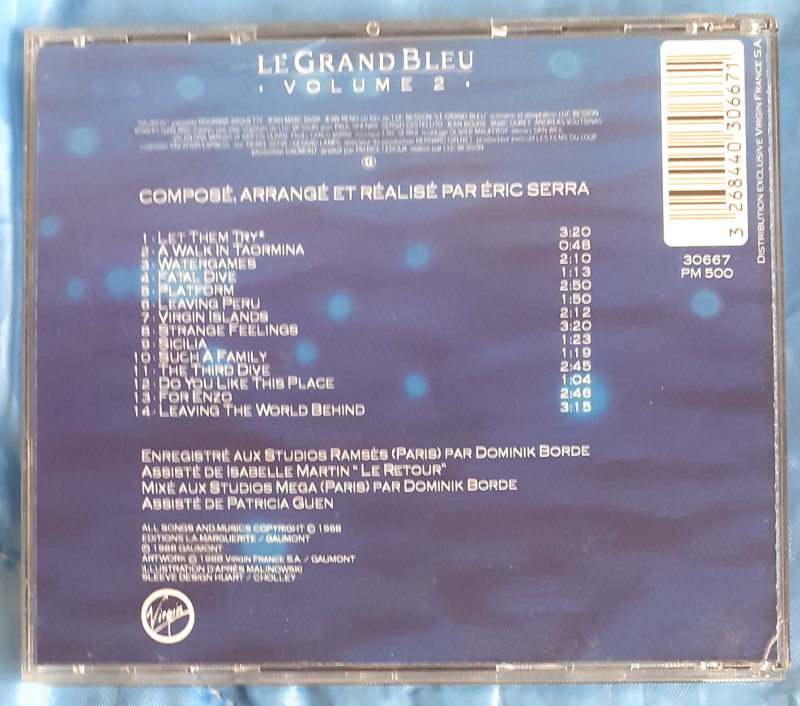 LE GRAND BLEU
· VOLUME 2 ·
COMPOSÉ, ARRANGÉ ET RÉALISÉ PAR ÉRIC SERRA
1 · LET THEM TRY* 3:20
2 · A WALK IN TAORMINA 0:48
3 · WATERGAMES 2:10
4 · FATAL DIVE 1:13
5 · PLATFORM 2:50
6 · LEAVING PERU 1:50
7 · VIRGIN ISLANDS 2:12
8 · STRANGE FEELINGS 3:20
9 · SICILIA 1:23
10 · SUCH A FAMILY 1:19
11 · THE THIRD DIVE 2:45
12 · DO YOU LIKE THIS PLACE 1:04
13 · FOR ENZO 2:46
14 · LEAVING THE WORLD BEHIND 3:15
ENREGISTRÉ AUX STUDIOS RAMSÈS (PARIS) PAR DOMINIK BORDE
ASSISTÉ DE ISABELLE MARTIN "LE RETOUR"
MIXÉ AUX STUDIOS MEGA (PARIS) PAR DOMINIK BORDE
ASSISTÉ DE PATRICIA GUEN
ALL SONGS AND MUSICS COPYRIGHT © 1988
EDITIONS LA MARGUERITE / GAUMONT
℗ 1988 GAUMONT
ARTWORK © 1988 VIRGIN FRANCE S.A. / GAUMONT
ILLUSTRATION D'APRÈS MALINOWSKI
SLEEVE DESIGN HUART / CHOLLEY
Virgin
3 268440 306671
30667
PM 500
DISTRIBUTION EXCLUSIVE VIRGIN FRANCE S.A.